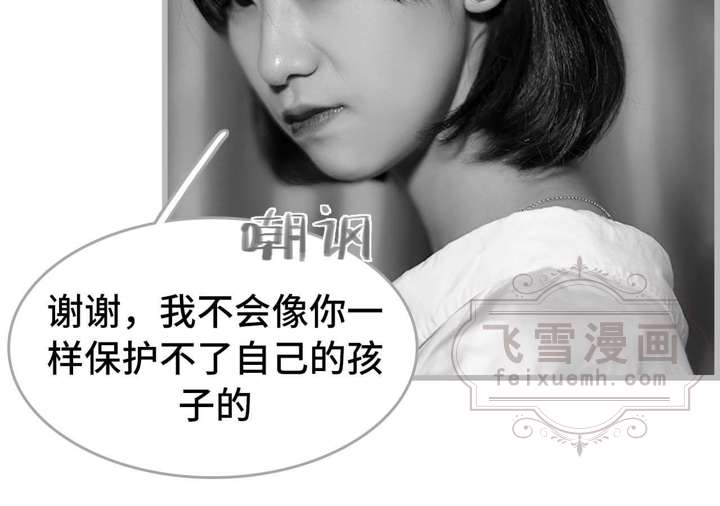 嘲讽
谢谢，我不会像你一
样保护不了自己的孩
子的
飞雪漫画
feixuemh.com